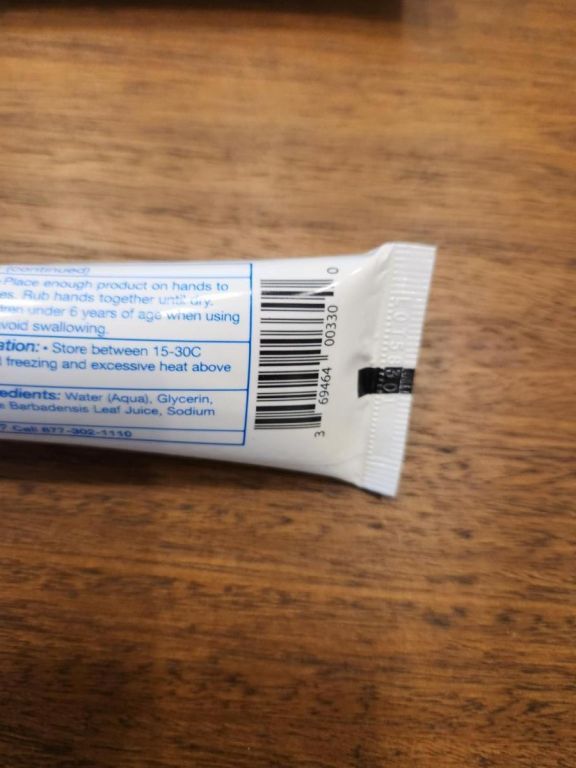 (continued)
Place enough product on hands to
es. Rub hands together until dry.
dren under 6 years of age when using
void swallowing.
ation: • Store between 15-30C
freezing and excessive heat above
edients: Water (Aqua), Glycerin,
Barbadensis Leaf Juice, Sodium
? Call 877-302-1110
3 69464 00330 0